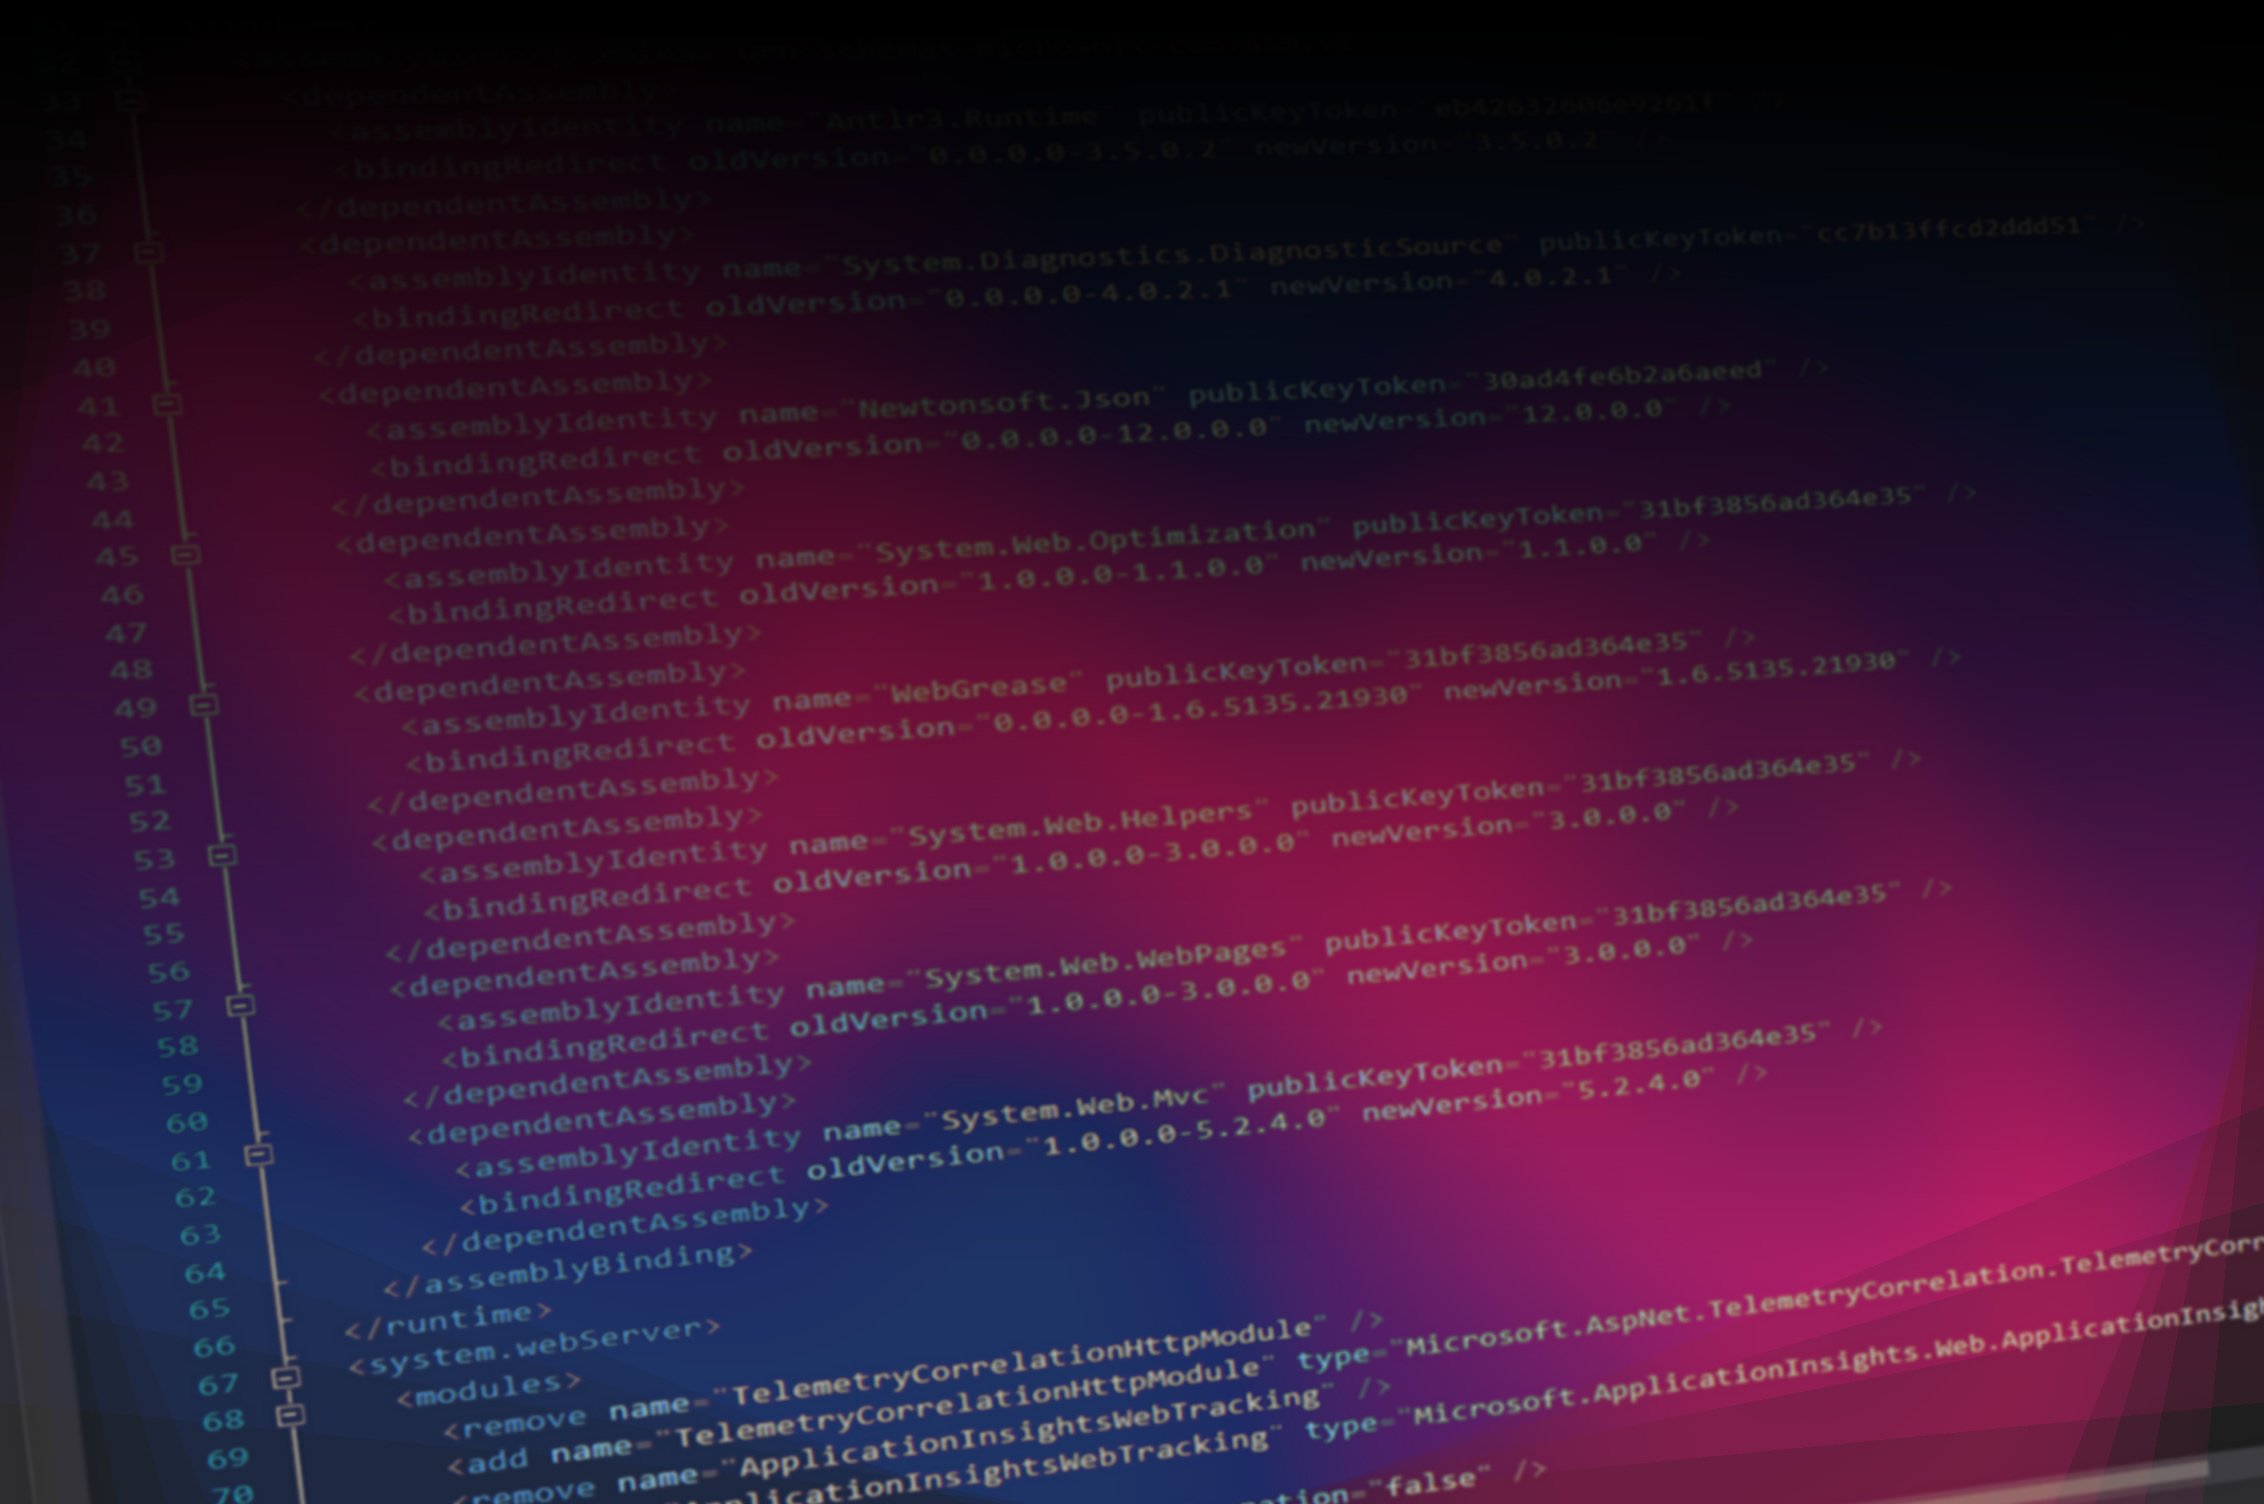 33 <dependentAssembly>
34 <assemblyIdentity name="Antlr3.Runtime" publicKeyToken="eb42632606e9261f" />
35 <bindingRedirect oldVersion="0.0.0.0-3.5.0.2" newVersion="3.5.0.2" />
36 </dependentAssembly>
37 <dependentAssembly>
38 <assemblyIdentity name="System.Diagnostics.DiagnosticSource" publicKeyToken="cc7b13ffcd2ddd51" />
39 <bindingRedirect oldVersion="0.0.0.0-4.0.2.1" newVersion="4.0.2.1" />
40 </dependentAssembly>
41 <dependentAssembly>
42 <assemblyIdentity name="Newtonsoft.Json" publicKeyToken="30ad4fe6b2a6aeed" />
43 <bindingRedirect oldVersion="0.0.0.0-12.0.0.0" newVersion="12.0.0.0" />
44 </dependentAssembly>
45 <dependentAssembly>
46 <assemblyIdentity name="System.Web.Optimization" publicKeyToken="31bf3856ad364e35" />
47 <bindingRedirect oldVersion="1.0.0.0-1.1.0.0" newVersion="1.1.0.0" />
48 </dependentAssembly>
49 <dependentAssembly>
50 <assemblyIdentity name="WebGrease" publicKeyToken="31bf3856ad364e35" />
51 <bindingRedirect oldVersion="0.0.0.0-1.6.5135.21930" newVersion="1.6.5135.21930" />
52 </dependentAssembly>
53 <dependentAssembly>
54 <assemblyIdentity name="System.Web.Helpers" publicKeyToken="31bf3856ad364e35" />
55 <bindingRedirect oldVersion="1.0.0.0-3.0.0.0" newVersion="3.0.0.0" />
56 </dependentAssembly>
57 <dependentAssembly>
58 <assemblyIdentity name="System.Web.WebPages" publicKeyToken="31bf3856ad364e35" />
59 <bindingRedirect oldVersion="1.0.0.0-3.0.0.0" newVersion="3.0.0.0" />
60 </dependentAssembly>
61 <dependentAssembly>
62 <assemblyIdentity name="System.Web.Mvc" publicKeyToken="31bf3856ad364e35" />
63 <bindingRedirect oldVersion="1.0.0.0-5.2.4.0" newVersion="5.2.4.0" />
64 </dependentAssembly>
65 </assemblyBinding>
66 </runtime>
67 <system.webServer>
68 <modules>
69 <remove name="TelemetryCorrelationHttpModule" />
70 <add name="TelemetryCorrelationHttpModule" type="Microsoft.AspNet.TelemetryCorrelation.TelemetryCorr
<remove name="ApplicationInsightsWebTracking" />
ApplicationInsightsWebTracking" type="Microsoft.ApplicationInsights.Web.ApplicationInsigh
ation="false" />